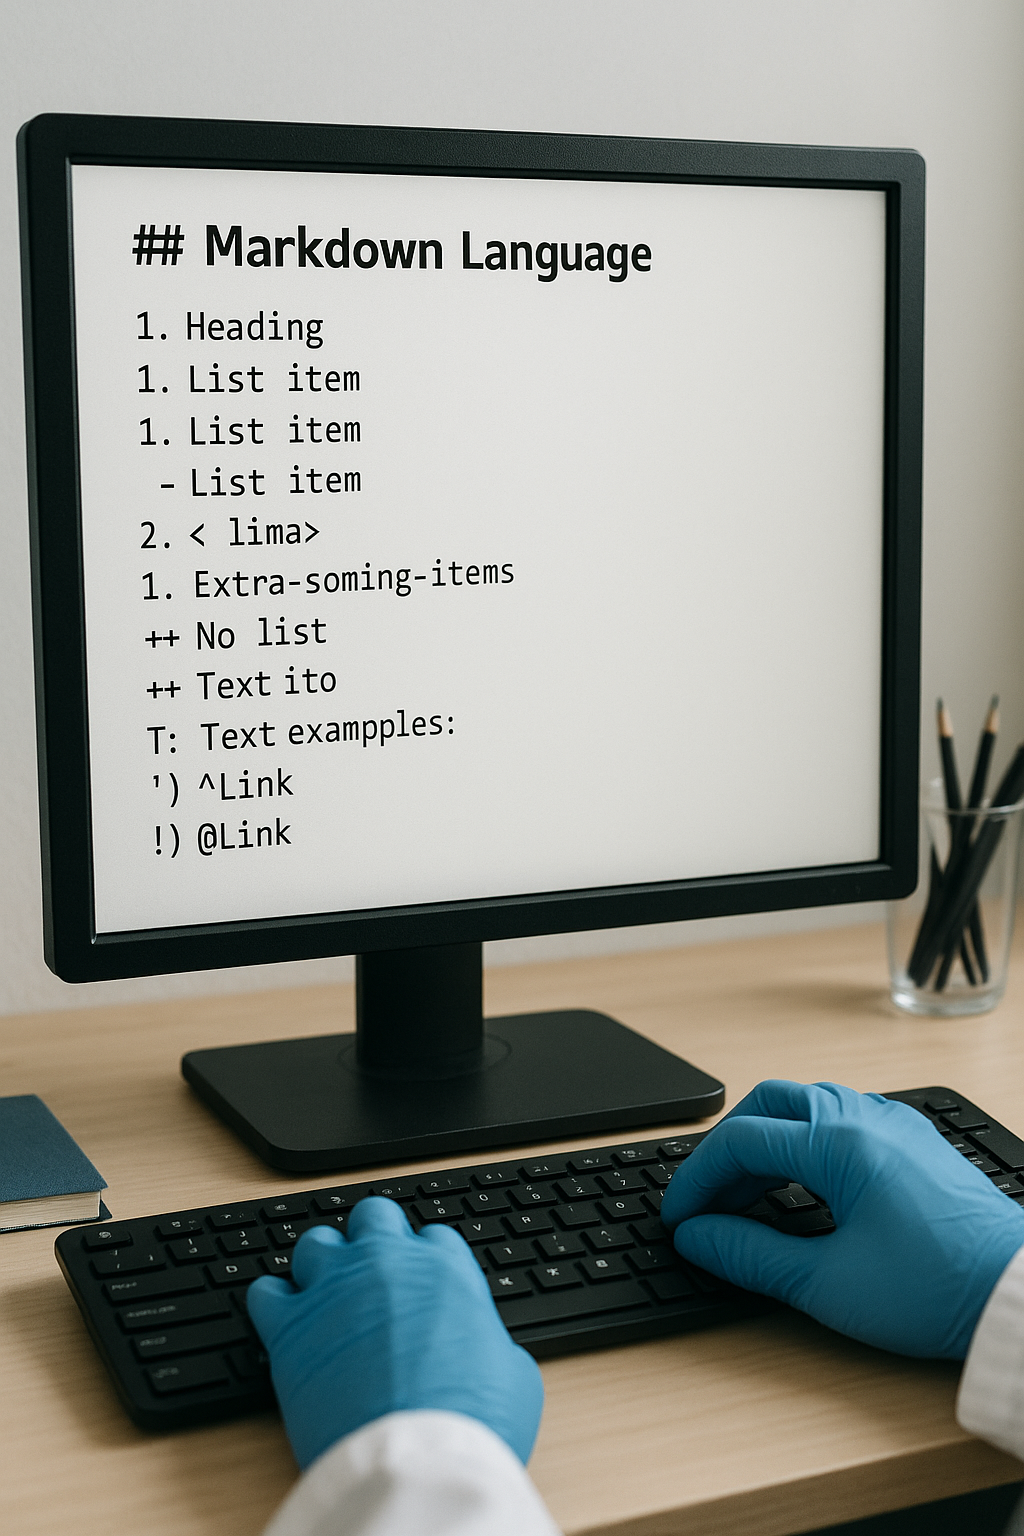 ## Markdown Language
1. Heading
1. List item
1. List item
- List item
2. < lima>
1. Extra-soming-items
++ No list
++ Text ito
T: Text exampples:
') ^Link
!) @Link